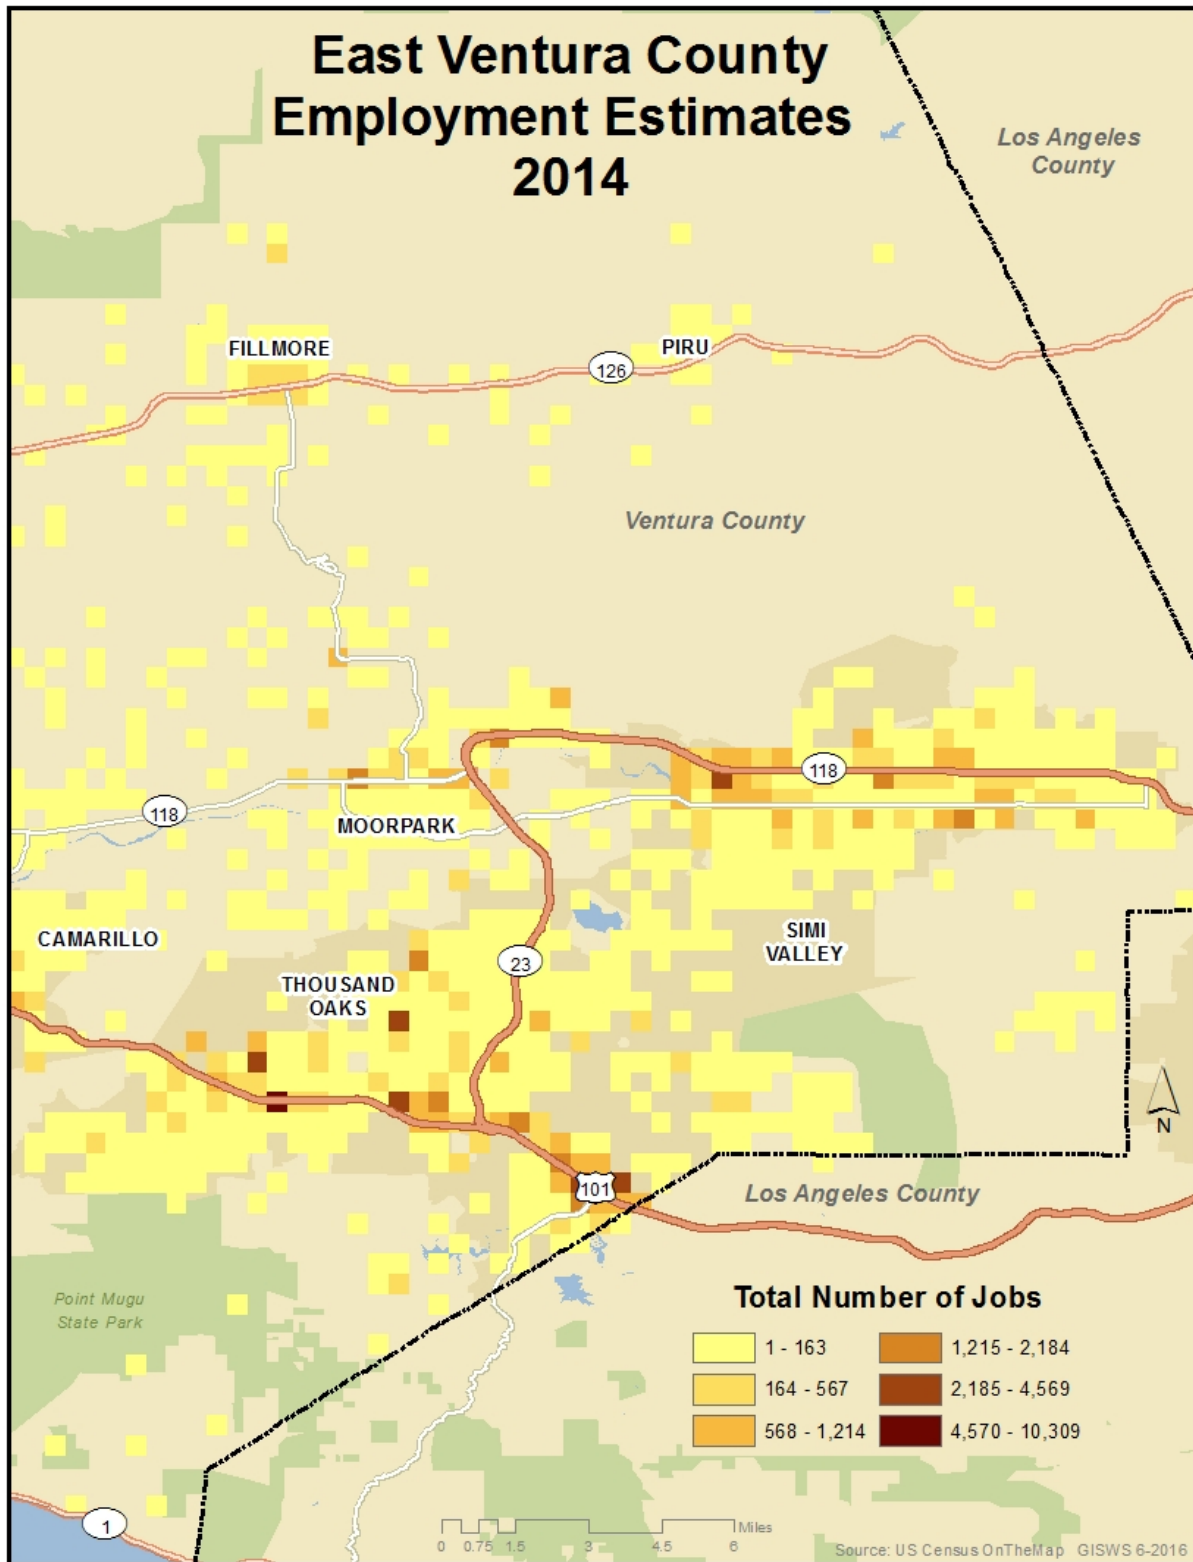 East Ventura County
Employment Estimates
2014
Los Angeles
County
FILLMORE
PIRU
126
Ventura County
118
118
MOORPARK
CAMARILLO
SIMI
VALLEY
23
THOUSAND
OAKS
N
101
Los Angeles County
Point Mugu
State Park
Total Number of Jobs
1 - 163
1,215 - 2,184
164 - 567
2,185 - 4,569
568 - 1,214
4,570 - 10,309
1
Miles
0 0.75 1.5 3 4.5 6
Source: US Census OnTheMap GISWS 6-2016